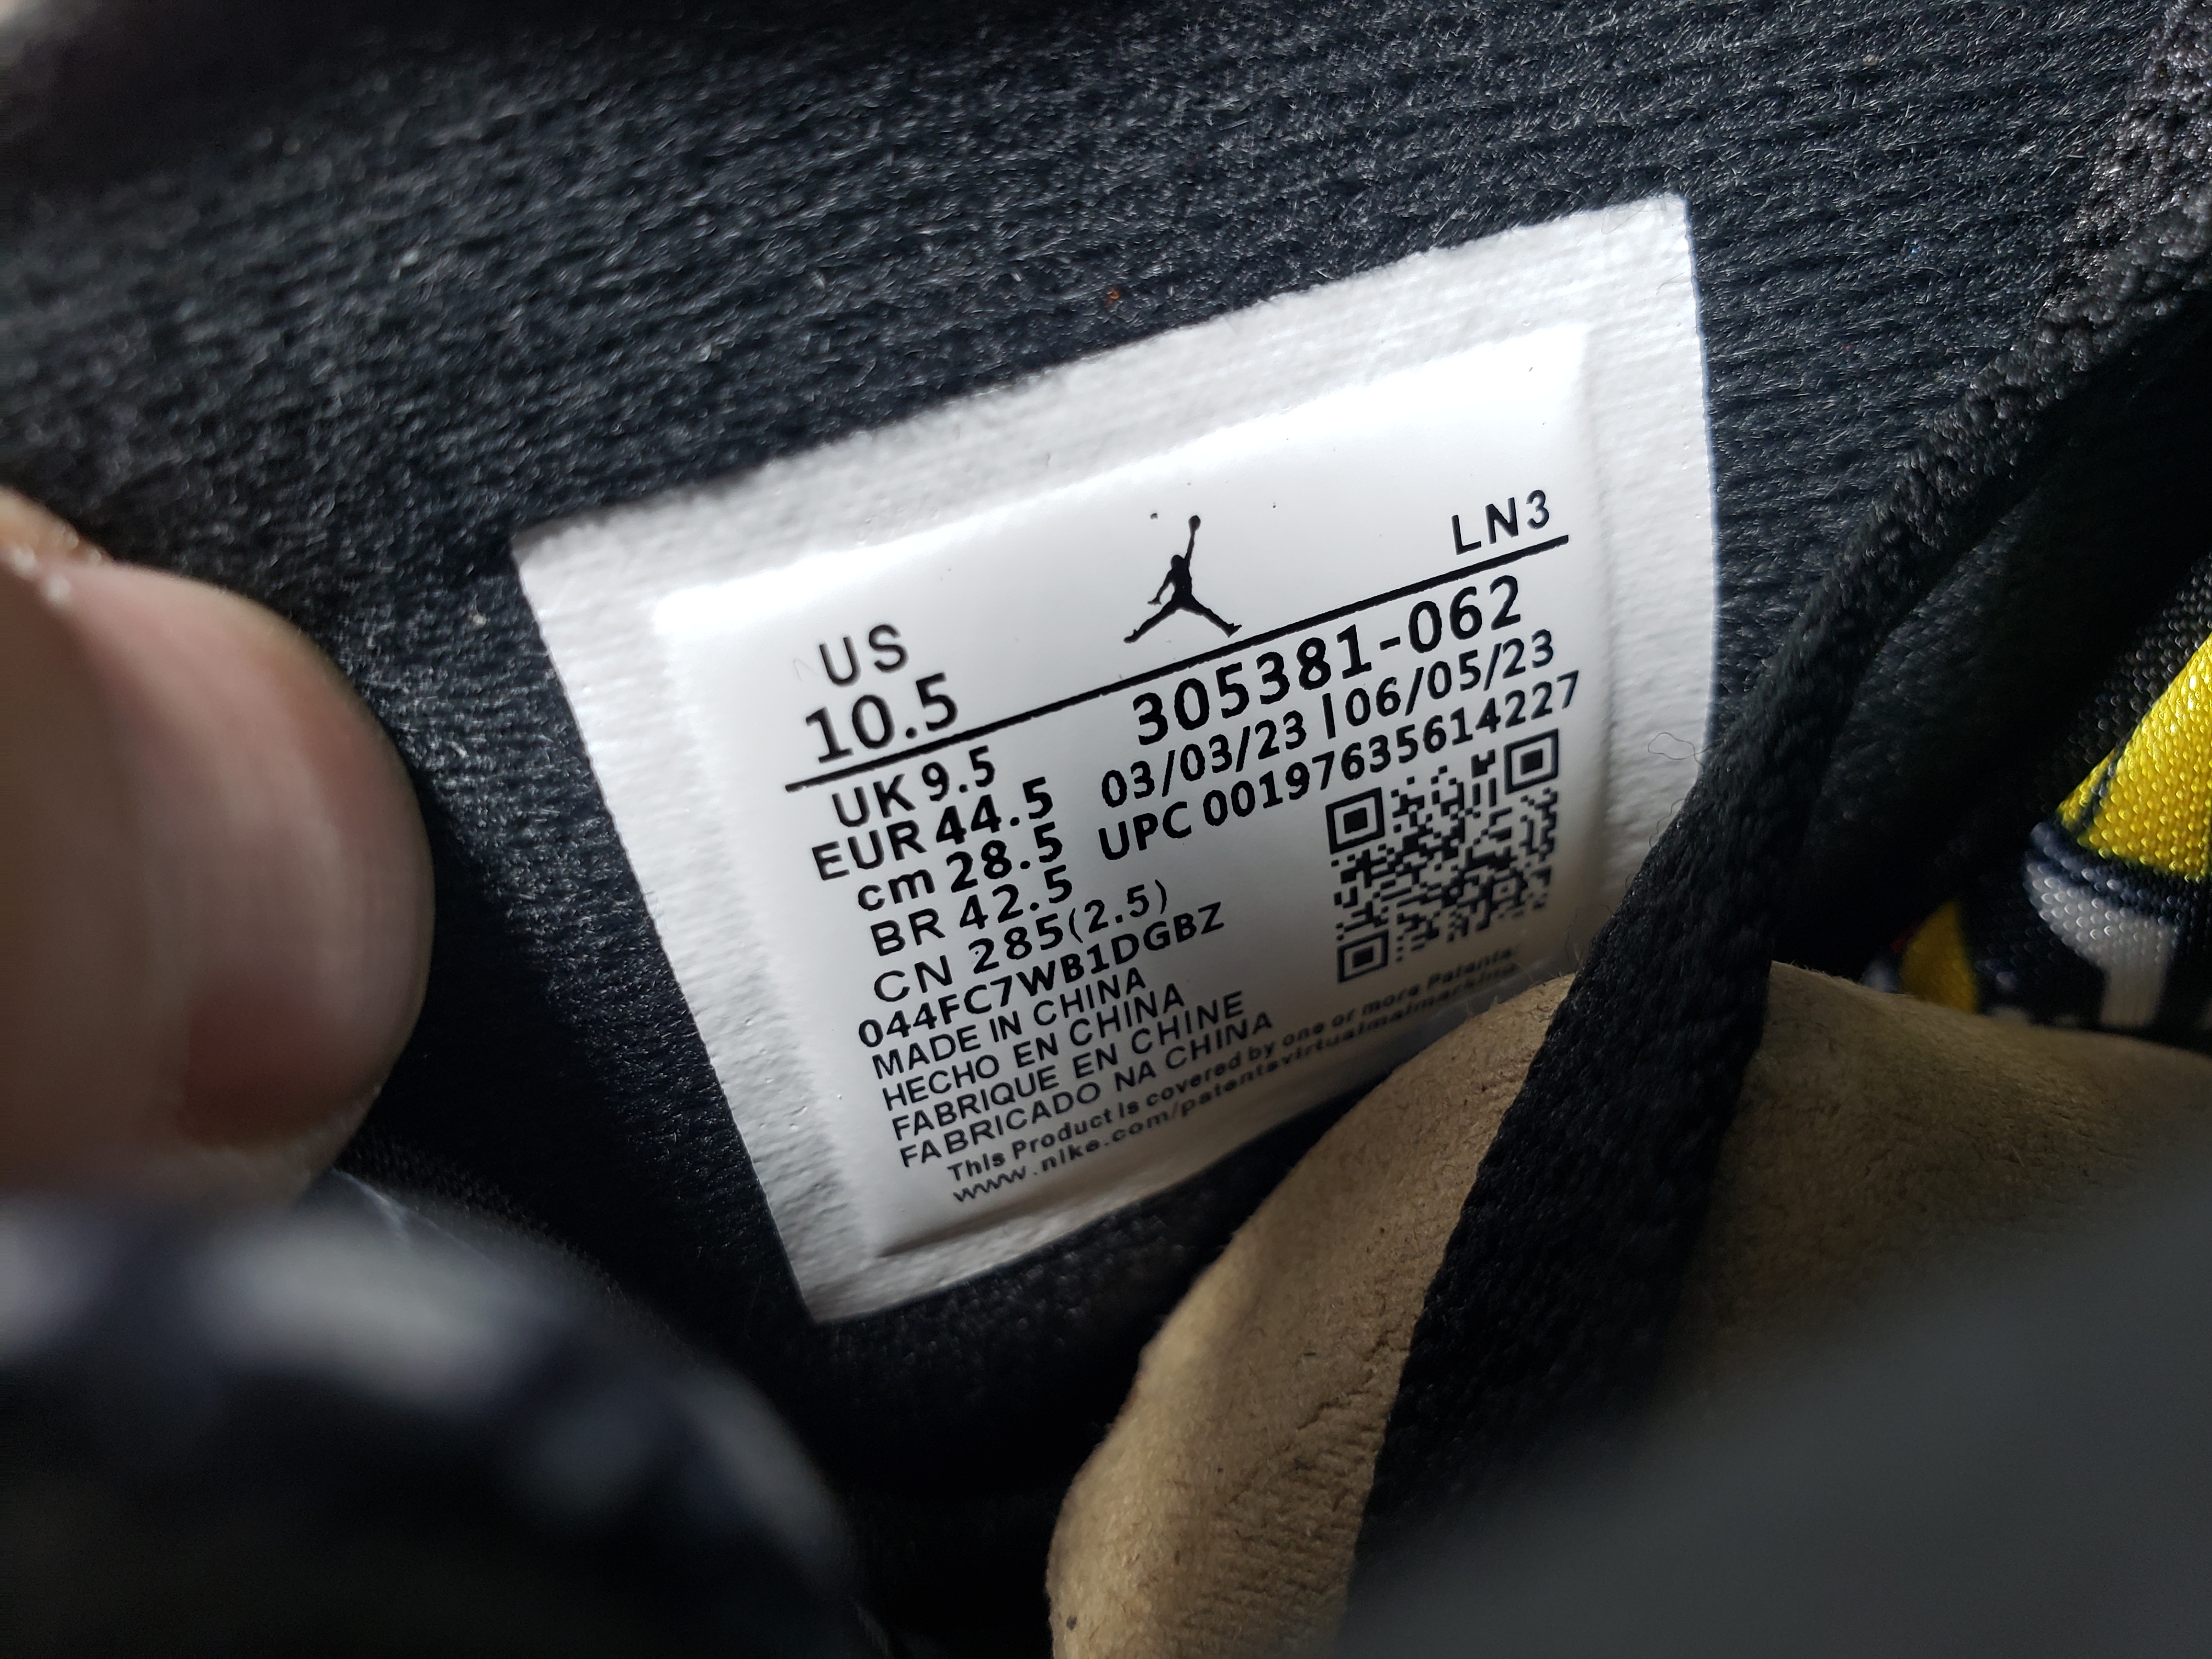 US
LN3
10.5
305381-062
UK 9.5
03/03/23 | 06/05/23
EUR 44.5
UPC 00197635614227
cm 28.5
BR 42.5
CN 285(2.5)
044FC7WB1DGBZ
MADE IN CHINA
HECHO EN CHINA
FABRIQUE EN CHINE
FABRICADO NA CHINA
This Product is covered by one or more Patents:
www.nike.com/patentsvirtualmalmarking